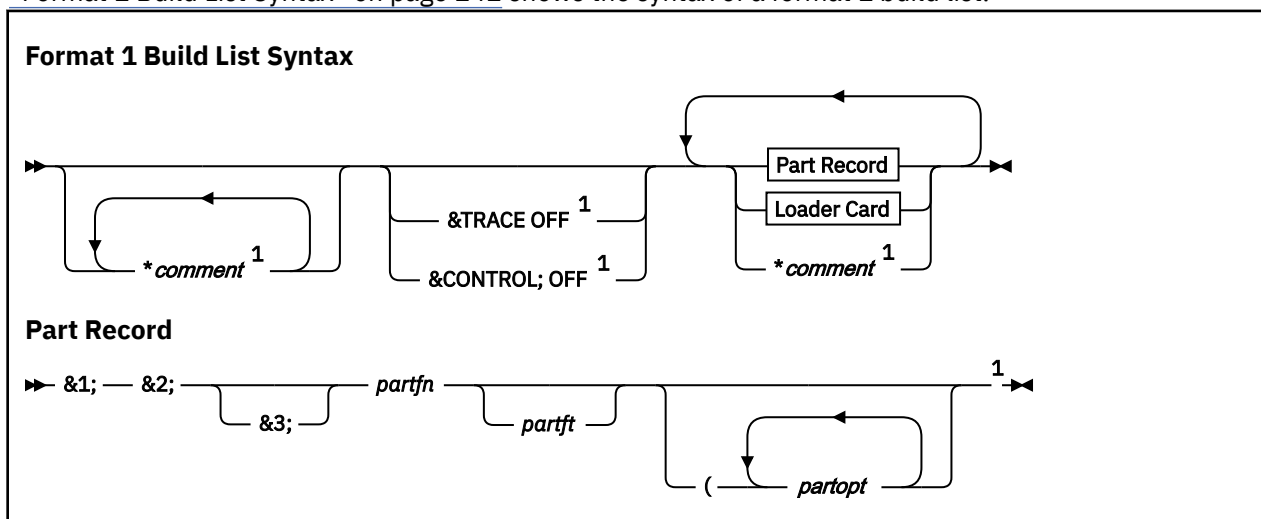 "Format 1 Build List Syntax" on page 242 shows the syntax of a format 1 build list.
Format 1 Build List Syntax
Part Record
Loader Card
&TRACE OFF 1
*comment 1
*comment 1
&CONTROL; OFF 1
Part Record
&1; &2; partfn 1
&3; partft
( partopt